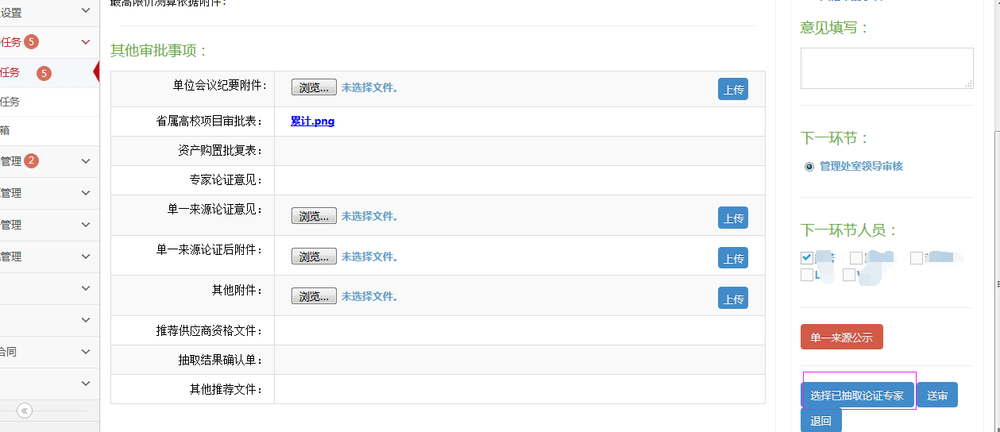 设置
任务 5
任务 5
任务
箱
管理 2
管理
管理
管理
合同
最高限价测算依据附件：
其他审批事项：
单位会议纪要附件： 浏览... 未选择文件。 上传
省属高校项目审批表： 累计.png
资产购置批复表：
专家论证意见：
单一来源论证意见： 浏览... 未选择文件。 上传
单一来源论证后附件： 浏览... 未选择文件。 上传
其他附件： 浏览... 未选择文件。 上传
推荐供应商资格文件：
抽取结果确认单：
其他推荐文件：
意见填写：
下一环节：
管理处室领导审核
下一环节人员：
单一来源公示
选择已抽取论证专家 送审
退回